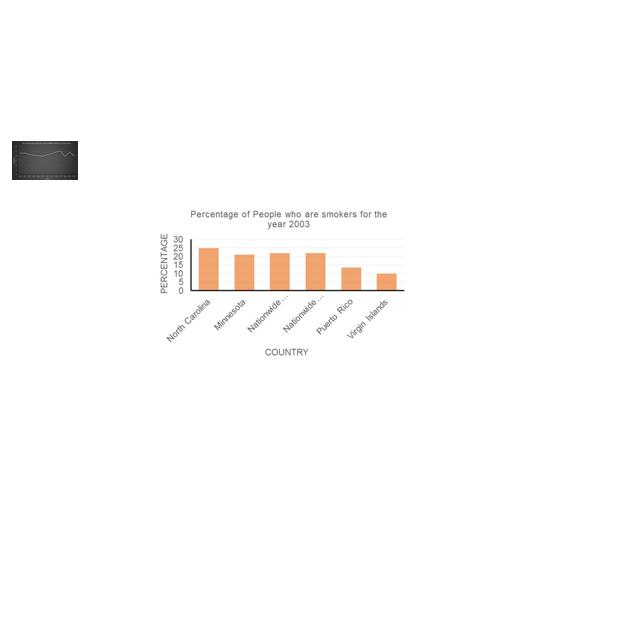 Percentage of People who are smokers for the
year 2003
PERCENTAGE
30
25
20
15
10
5
0
North Carolina
Minnesota
Nationwide…
Nationwide…
Puerto Rico
Virgin Islands
COUNTRY